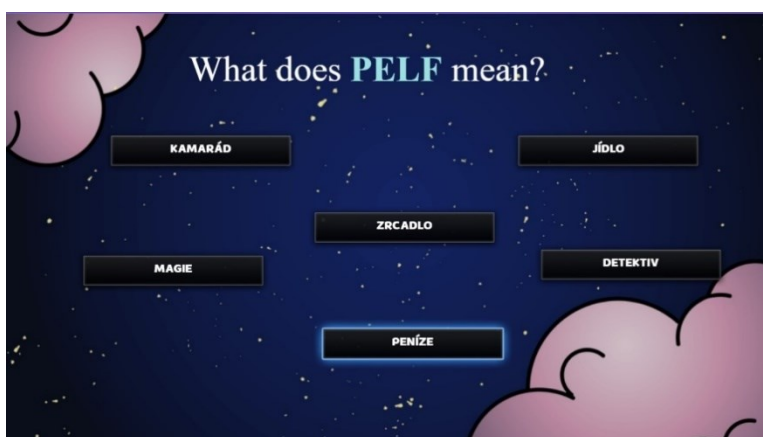 What does PELF mean?
KAMARÁD
JÍDLO
ZRCADLO
MAGIE
DETEKTIV
PENÍZE